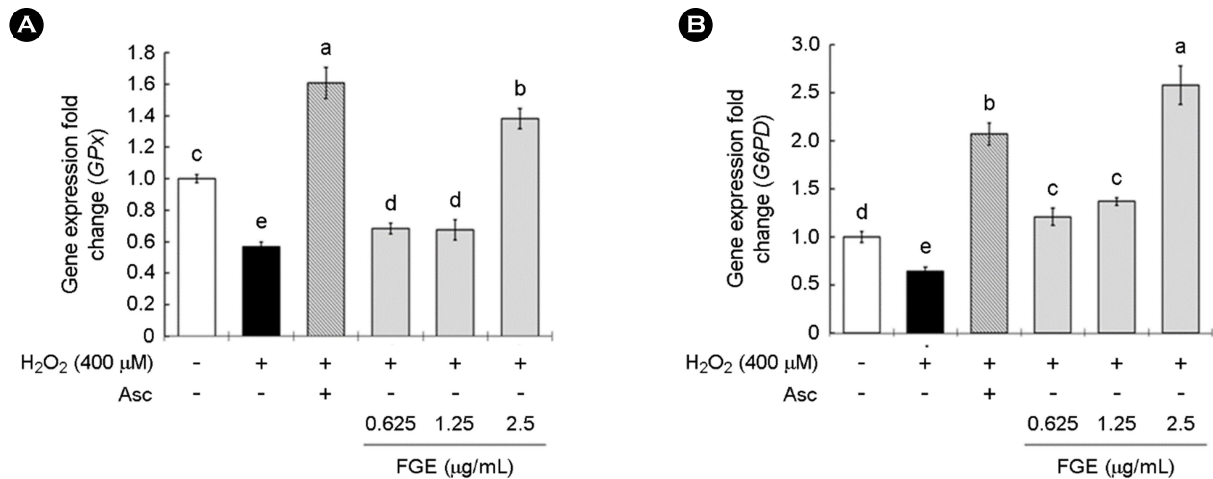 A
Gene expression fold
change (GPx)
1.8
1.6
1.4
1.2
1.0
0.8
0.6
0.4
0.2
0
c
e
a
d
d
b
H₂O₂ (400 μM) - + + + + +
Asc - - + - - -
0.625 1.25 2.5
FGE (μg/mL)
B
Gene expression fold
change (G6PD)
3.0
2.5
2.0
1.5
1.0
0.5
0
d
e
b
c
c
a
H₂O₂ (400 μM) - + + + + +
Asc - - + - - -
0.625 1.25 2.5
FGE (μg/mL)